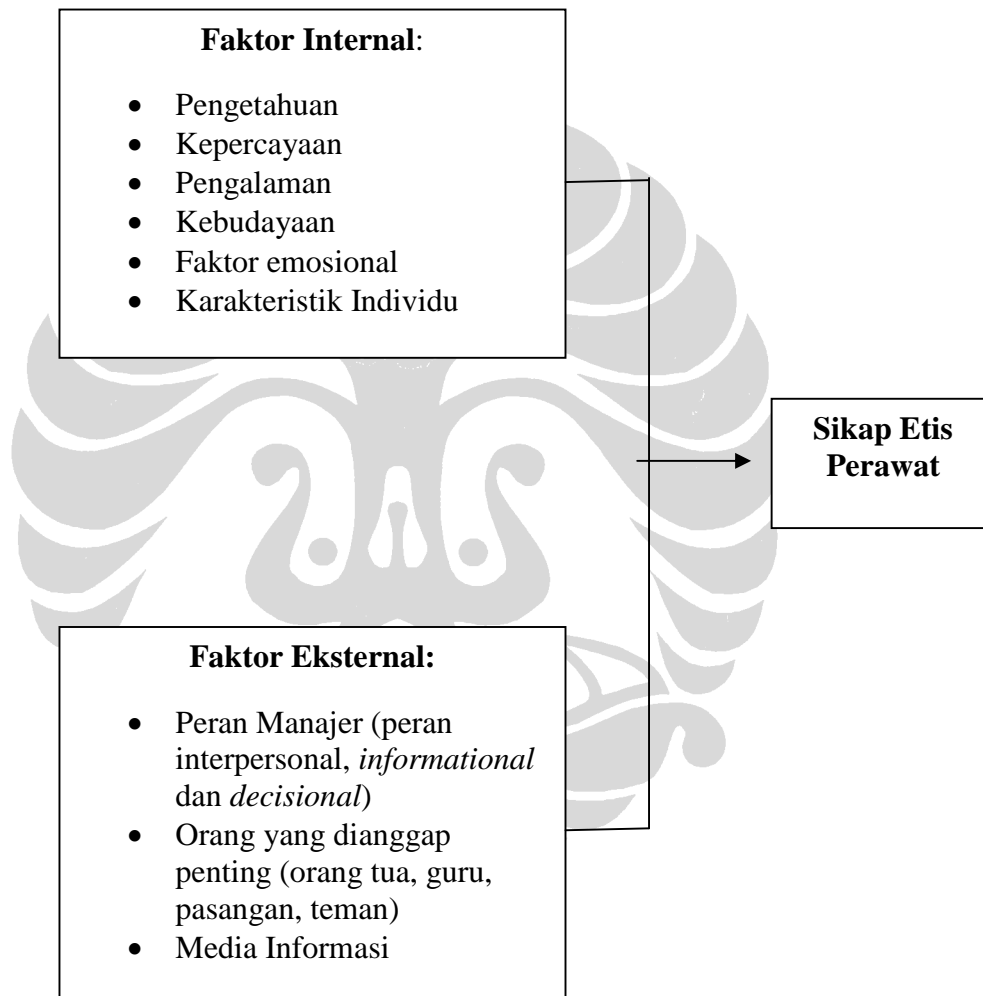 Faktor Internal:
• Pengetahuan
• Kepercayaan
• Pengalaman
• Kebudayaan
• Faktor emosional
• Karakteristik Individu
Sikap Etis
Perawat
Faktor Eksternal:
• Peran Manajer (peran
interpersonal, informational
dan decisional)
• Orang yang dianggap
penting (orang tua, guru,
pasangan, teman)
• Media Informasi